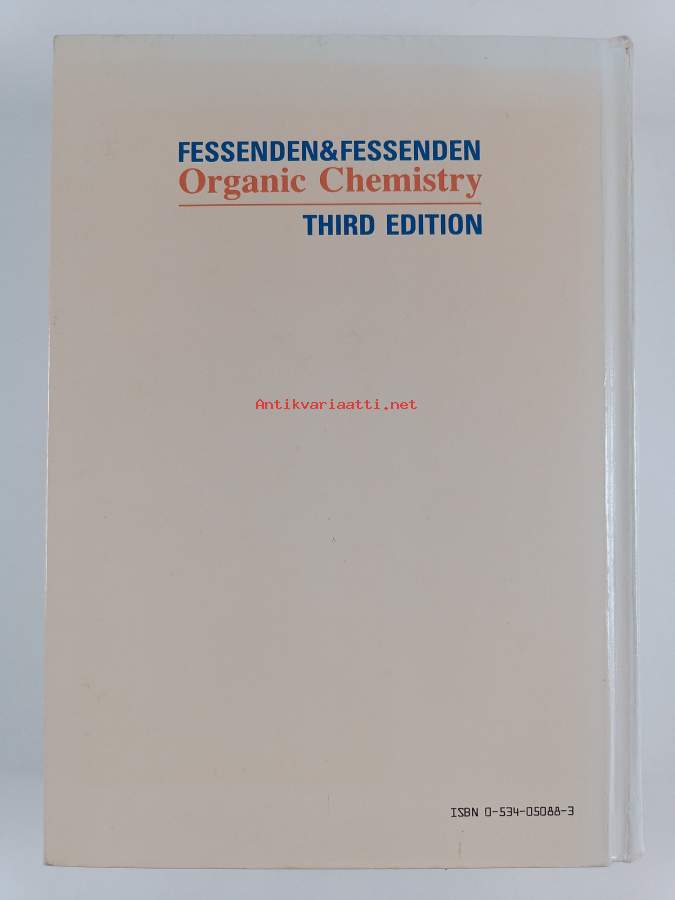 FESSENDEN&FESSENDEN
Organic Chemistry
THIRD EDITION
Antikvariaatti.net
ISBN 0-534-05088-3